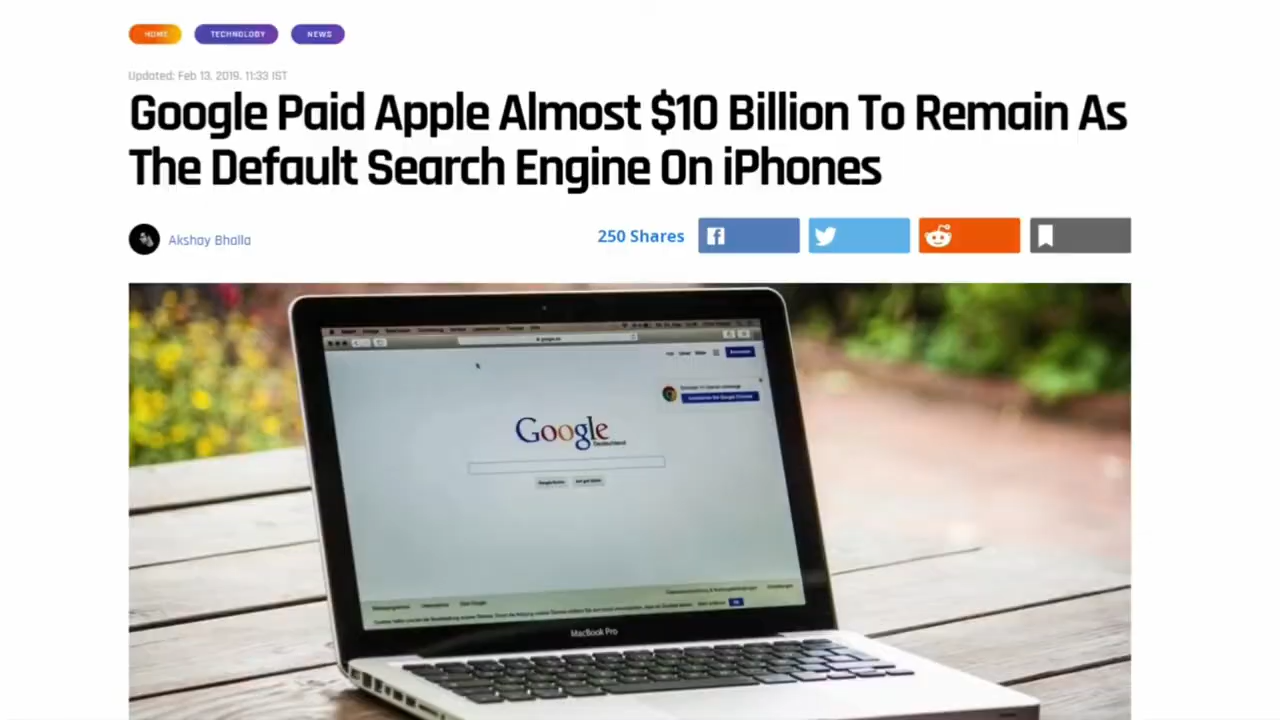 HOME TECHNOLOGY NEWS
Updated: Feb 13, 2019, 11:33 IST
Google Paid Apple Almost $10 Billion To Remain As
The Default Search Engine On iPhones
Akshay Bhalla
250 Shares
Google
Deutschland
MacBook Pro